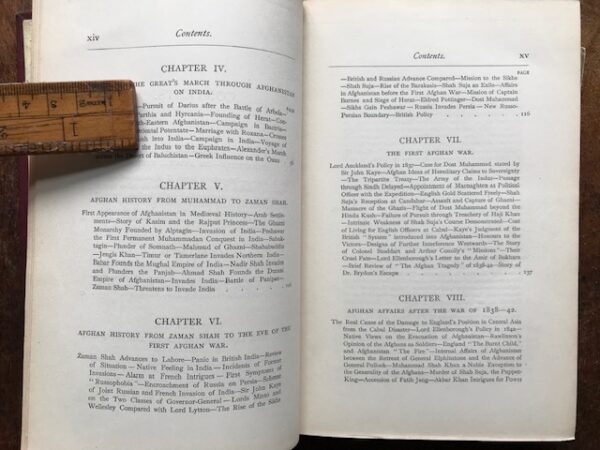 xiv
Contents.
CHAPTER IV.
THE GREAT'S MARCH THROUGH AFGHANISTAN
ON INDIA.
PAGE
Pursuit of Darius after the Battle of Arbela
Parthia and Hyrcania—Founding of Herat
South-Eastern Afghanistan—Campaign in Bactria
Oriental Potentate—Marriage with Roxana
into India—Campaign in India—Voyage of
the Indus to the Euphrates—Alexander's March
Desert of Baluchistan—Greek Influence on the Oxus
CHAPTER V.
AFGHAN HISTORY FROM MUHAMMAD TO ZAMAN SHAH.
First Appearance of Afghanistan in Mediæval History—Arab Settle-
ments—Story of Kasim and the Rajput Princess—The Ghazni
Monarchy Founded by Alptagin—Invasion of India—Peshawer
the First Permanent Muhammadan Conquest in India—Sabak-
tagin—Plunder of Somnath—Mahmud of Ghazni—Shahabuddin
—Jengis Khan—Timur or Tamerlane Invades Northern India—
Babar Founds the Mughal Empire of India—Nadir Shah Invades
and Plunders the Panjab—Ahmad Shah Founds the Durani
Empire of Afghanistan—Invades India—Battle of Panipat—
Zaman Shah—Threatens to Invade India
CHAPTER VI.
AFGHAN HISTORY FROM ZAMAN SHAH TO THE EVE OF THE
FIRST AFGHAN WAR.
Zaman Shah Advances to Lahore—Panic in British India—Review
of Situation—Native Feeling in India—Incidents of Former
Invasions—Alarm at French Intrigues—First Symptoms of
"Russophobia"—Encroachment of Russia on Persia—Scheme
of Joint Russian and French Invasion of India—Sir John Kaye
on the Two Classes of Governor-General—Lords Minto and
Wellesley Compared with Lord Lytton—The Rise of the Sikhs
Contents.
xv
PAGE
—British and Russian Advance Compared—Mission to the Sikhs
—Shah Suja—Rise of the Barakzais—Shah Suja an Exile—Affairs
in Afghanistan before the First Afghan War—Mission of Captain
Burnes and Siege of Herat—Eldred Pottinger—Dost Muhammad
—Sikhs Gain Peshawar—Russia Invades Persia—New Russo-
Persian Boundary—British Policy . . . . . 116
CHAPTER VII.
THE FIRST AFGHAN WAR.
Lord Auckland's Policy in 1837—Case for Dost Muhammad stated by
Sir John Kaye—Afghan Ideas of Hereditary Claims to Sovereignty
—The Tripartite Treaty—The Army of the Indus—Passage
through Sindh Delayed—Appointment of Macnaghten as Political
Officer with the Expedition—English Gold Scattered Freely—Shah
Suja's Reception at Candahar—Assault and Capture of Ghazni—
Massacre of the Ghazis—Flight of Dost Muhammad beyond the
Hindu Kush—Failure of Pursuit through Treachery of Haji Khan
—Intrinsic Weakness of Shah Suja's Course Demonstrated—Cost
of Living for English Officers at Cabul—Kaye's Judgment of the
British "System" introduced into Afghanistan—Honours to the
Victors—Designs of Further Interference Westwards—The Story
of Colonel Stoddart and Arthur Conolly's "Missions"—Their
Cruel Fate—Lord Ellenborough's Letter to the Amir of Bokhara
—Brief Review of "The Afghan Tragedy" of 1838-42—Story of
Dr. Brydon's Escape . . . . . . . 137
CHAPTER VIII.
AFGHAN AFFAIRS AFTER THE WAR OF 1838—42.
The Real Cause of the Damage to England's Position in Central Asia
from the Cabul Disaster—Lord Ellenborough's Policy in 1842—
Native Views on the Evacuation of Afghanistan—Rawlinson's
Opinion of the Afghans as Soldiers—England "The Burnt Child,"
and Afghanistan "The Fire"—Internal Affairs of Afghanistan
between the Retreat of General Elphinstone and the Advance of
General Pollock—Muhammad Shah Khan a Noble Exception to
the Generality of the Afghans—Murder of Shah Suja, the Puppet-
King—Accession of Fatih Jang—Akbar Khan Intrigues for Power